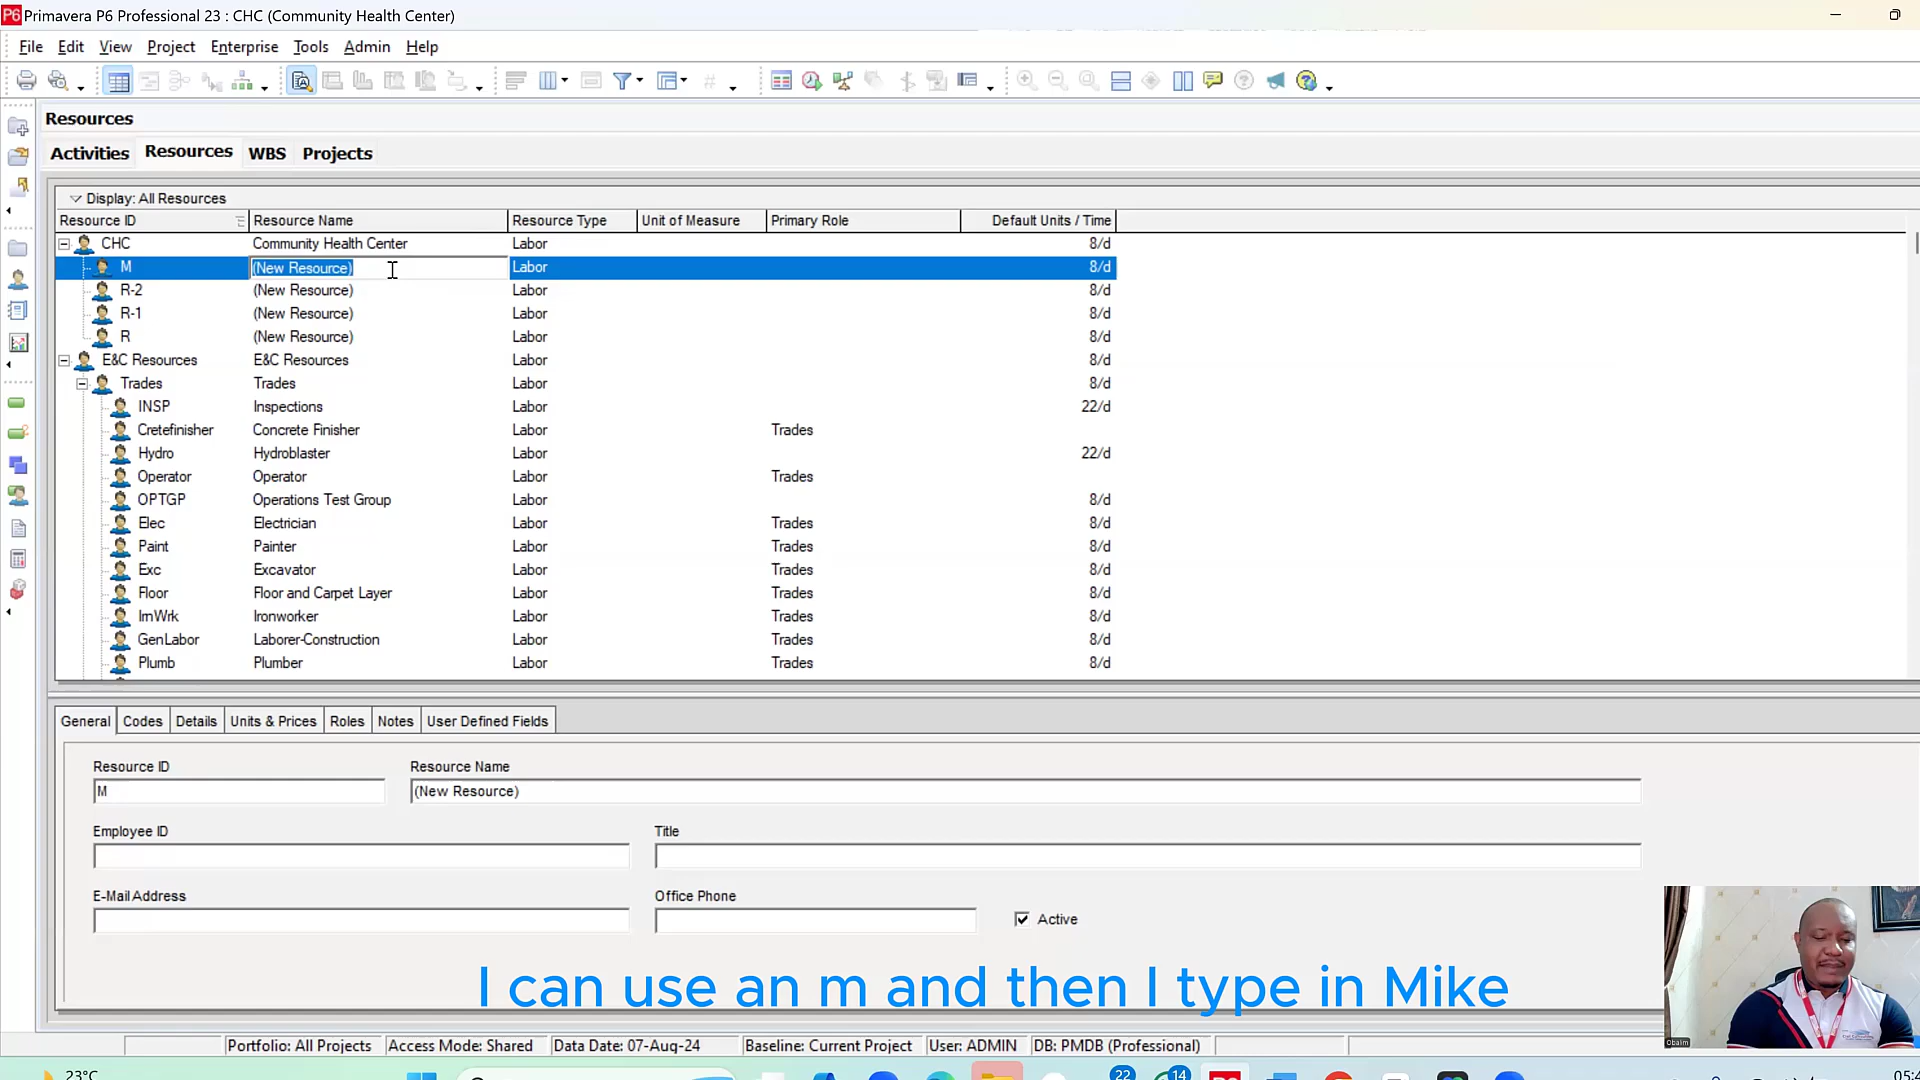 P6 Primavera P6 Professional 23 : CHC (Community Health Center)
File Edit View Project Enterprise Tools Admin Help
Resources
Activities Resources WBS Projects
Display: All Resources
Resource ID Resource Name Resource Type Unit of Measure Primary Role Default Units / Time
CHC Community Health Center Labor 8/d
M (New Resource) Labor 8/d
R-2 (New Resource) Labor 8/d
R-1 (New Resource) Labor 8/d
R (New Resource) Labor 8/d
E&C Resources E&C Resources Labor 8/d
Trades Trades Labor 8/d
INSP Inspections Labor 22/d
Cretefinisher Concrete Finisher Labor Trades
Hydro Hydroblaster Labor 22/d
Operator Operator Labor Trades
OPTGP Operations Test Group Labor 8/d
Elec Electrician Labor Trades 8/d
Paint Painter Labor Trades 8/d
Exc Excavator Labor Trades 8/d
Floor Floor and Carpet Layer Labor Trades 8/d
IrnWrk Ironworker Labor Trades 8/d
GenLabor Laborer-Construction Labor Trades 8/d
Plumb Plumber Labor Trades 8/d
General Codes Details Units & Prices Roles Notes User Defined Fields
Resource ID Resource Name
M (New Resource)
Employee ID Title
E-Mail Address Office Phone
Active
I can use an m and then I type in Mike
Obaim
Portfolio: All Projects Access Mode: Shared Data Date: 07-Aug-24 Baseline: Current Project User: ADMIN DB: PMDB (Professional)
23°C 22 14